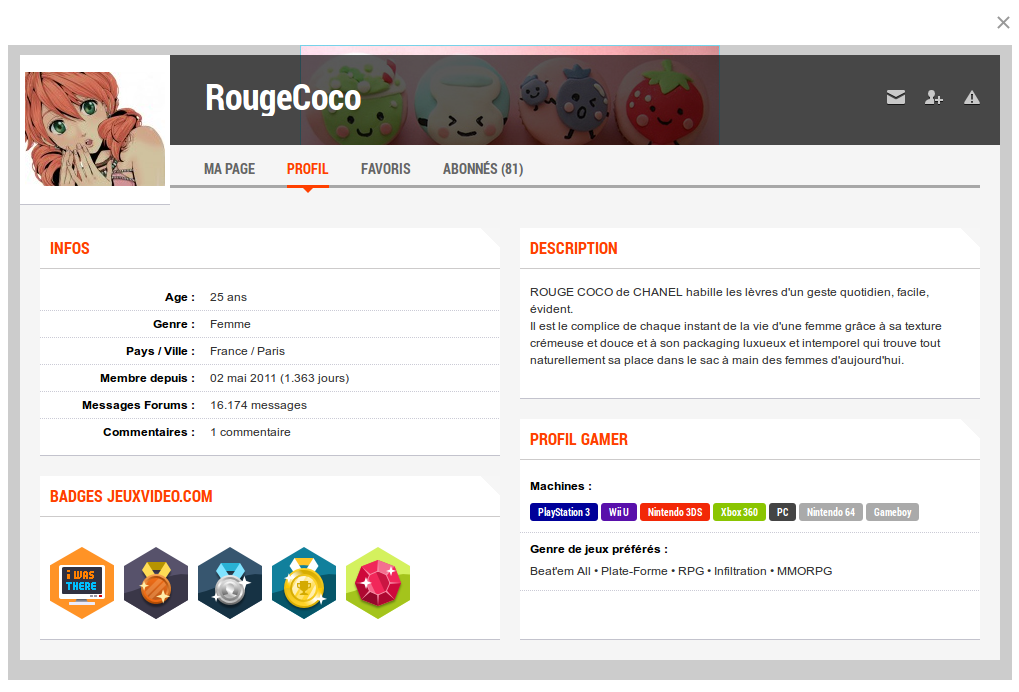 RougeCoco
MA PAGE PROFIL FAVORIS ABONNÉS (81)
INFOS
Age : 25 ans
Genre : Femme
Pays / Ville : France / Paris
Membre depuis : 02 mai 2011 (1.363 jours)
Messages Forums : 16.174 messages
Commentaires : 1 commentaire
BADGES JEUXVIDEO.COM
i WAS
THERE
DESCRIPTION
ROUGE COCO de CHANEL habille les lèvres d'un geste quotidien, facile,
évident.
Il est le complice de chaque instant de la vie d'une femme grâce à sa texture
crémeuse et douce et à son packaging luxueux et intemporel qui trouve tout
naturellement sa place dans le sac à main des femmes d'aujourd'hui.
PROFIL GAMER
Machines :
PlayStation 3 Wii U Nintendo 3DS Xbox 360 PC Nintendo 64 Gameboy
Genre de jeux préférés :
Beat'em All • Plate-Forme • RPG • Infiltration • MMORPG